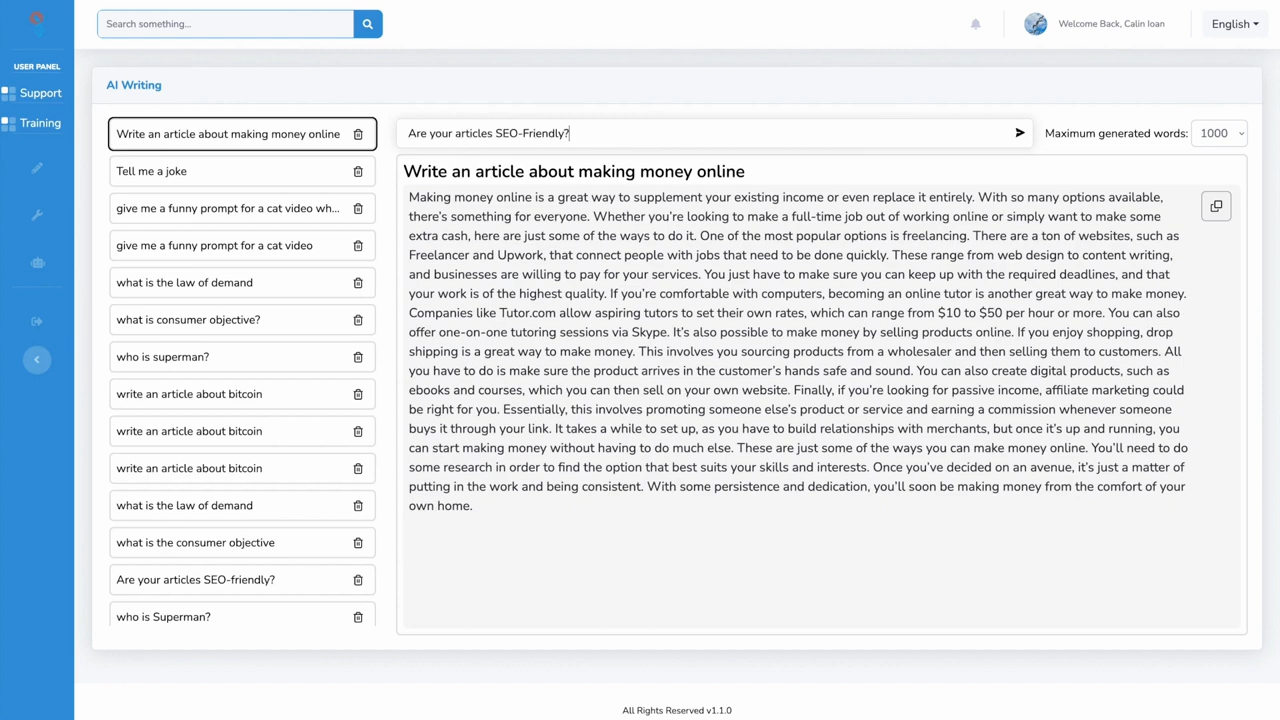 Search something...
Welcome Back, Calin Ioan
English
USER PANEL
Support
Training
AI Writing
Write an article about making money online
Tell me a joke
give me a funny prompt for a cat video wh...
give me a funny prompt for a cat video
what is the law of demand
what is consumer objective?
who is superman?
write an article about bitcoin
write an article about bitcoin
write an article about bitcoin
what is the law of demand
what is the consumer objective
Are your articles SEO-friendly?
who is Superman?
Are your articles SEO-Friendly?
Maximum generated words:
1000
Write an article about making money online
Making money online is a great way to supplement your existing income or even replace it entirely. With so many options available,
there's something for everyone. Whether you're looking to make a full-time job out of working online or simply want to make some
extra cash, here are just some of the ways to do it. One of the most popular options is freelancing. There are a ton of websites, such as
Freelancer and Upwork, that connect people with jobs that need to be done quickly. These range from web design to content writing,
and businesses are willing to pay for your services. You just have to make sure you can keep up with the required deadlines, and that
your work is of the highest quality. If you're comfortable with computers, becoming an online tutor is another great way to make money.
Companies like Tutor.com allow aspiring tutors to set their own rates, which can range from $10 to $50 per hour or more. You can also
offer one-on-one tutoring sessions via Skype. It's also possible to make money by selling products online. If you enjoy shopping, drop
shipping is a great way to make money. This involves you sourcing products from a wholesaler and then selling them to customers. All
you have to do is make sure the product arrives in the customer's hands safe and sound. You can also create digital products, such as
ebooks and courses, which you can then sell on your own website. Finally, if you're looking for passive income, affiliate marketing could
be right for you. Essentially, this involves promoting someone else's product or service and earning a commission whenever someone
buys it through your link. It takes a while to set up, as you have to build relationships with merchants, but once it's up and running, you
can start making money without having to do much else. These are just some of the ways you can make money online. You'll need to do
some research in order to find the option that best suits your skills and interests. Once you've decided on an avenue, it's just a matter of
putting in the work and being consistent. With some persistence and dedication, you'll soon be making money from the comfort of your
own home.
All Rights Reserved v1.1.0